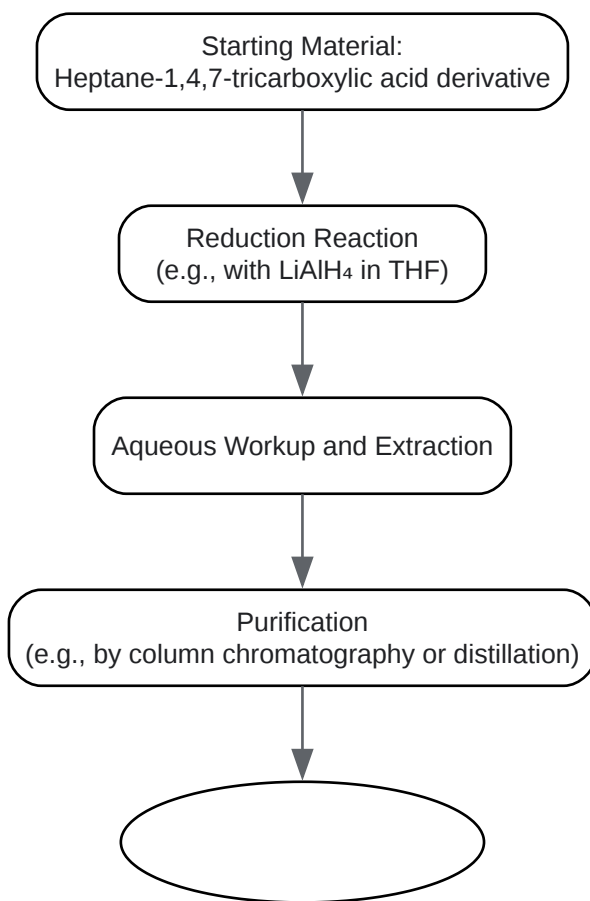 Starting Material:
Heptane-1,4,7-tricarboxylic acid derivative
Reduction Reaction
(e.g., with LiAlH₄ in THF)
Aqueous Workup and Extraction
Purification
(e.g., by column chromatography or distillation)